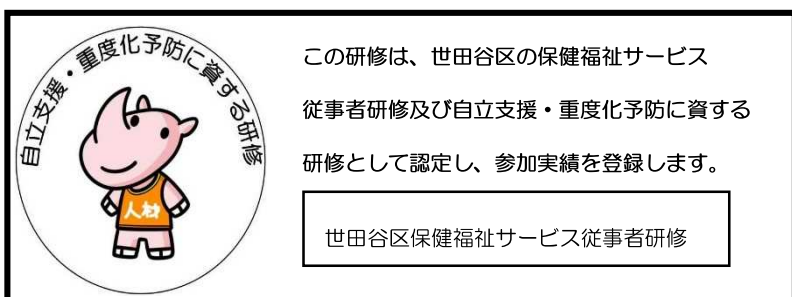 自立支援・重度化予防に資する研修
人材
この研修は、世田谷区の保健福祉サービス
従事者研修及び自立支援・重度化予防に資する
研修として認定し、参加実績を登録します。
世田谷区保健福祉サービス従事者研修